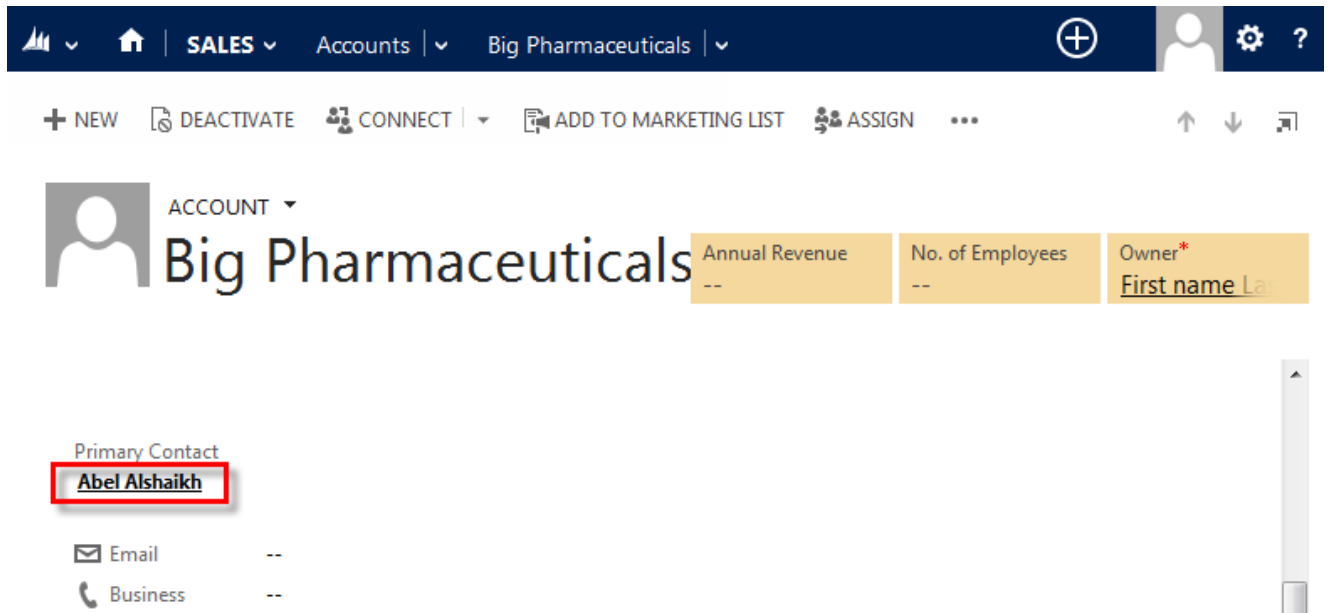 SALES Accounts Big Pharmaceuticals ?
NEW DEACTIVATE CONNECT ADD TO MARKETING LIST ASSIGN •••
ACCOUNT
Big Pharmaceuticals
Annual Revenue
--
No. of Employees
--
Owner*
First name La
Primary Contact
Abel Alshaikh
Email --
Business --